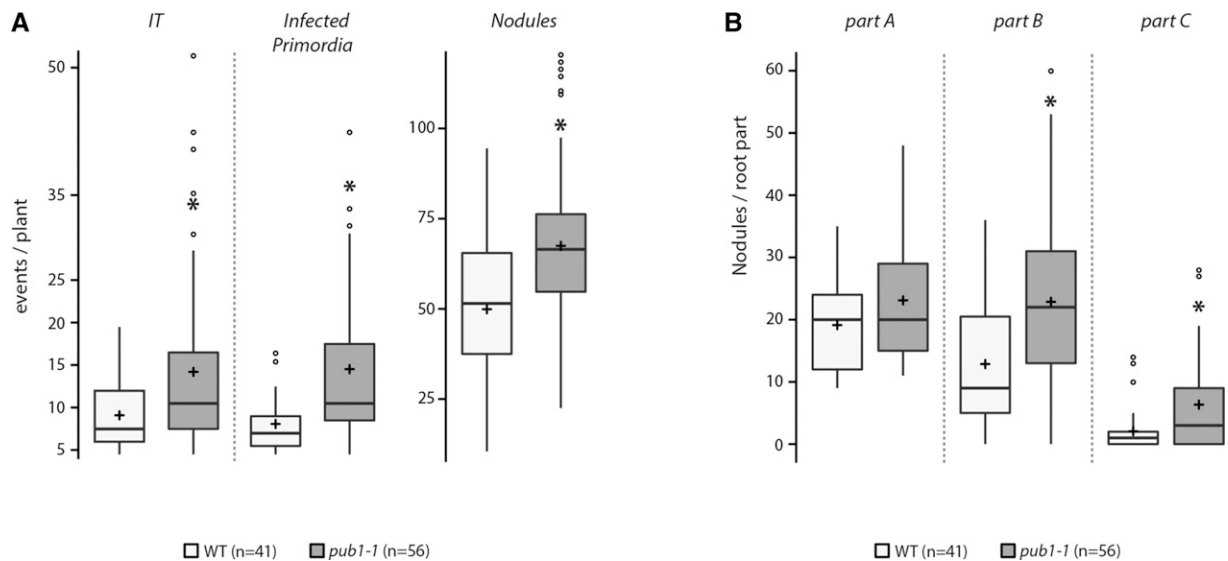 A
IT
Infected
Primordia
Nodules
events / plant
50
35
25
20
15
10
5
100
75
50
25
WT (n=41)
pub1-1 (n=56)
B
part A
part B
part C
Nodules / root part
60
50
40
30
20
10
0
WT (n=41)
pub1-1 (n=56)